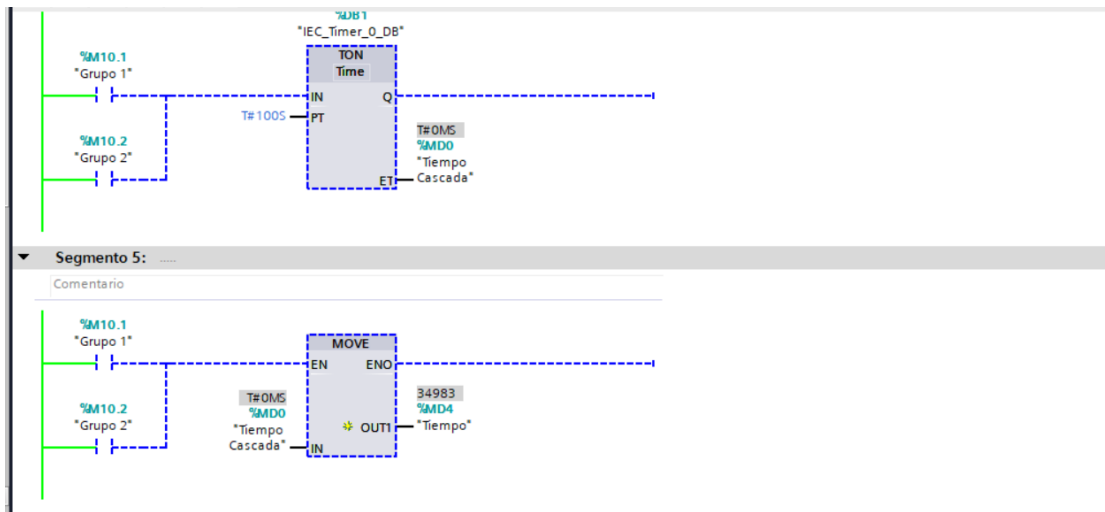 %DB1
"IEC_Timer_0_DB"
%M10.1
"Grupo 1"
TON
Time
IN
Q
T#100S
PT
%M10.2
"Grupo 2"
T#0MS
%MD0
"Tiempo
Cascada"
ET
Segmento 5:
.....
Comentario
%M10.1
"Grupo 1"
MOVE
EN
ENO
%M10.2
"Grupo 2"
T#0MS
%MD0
"Tiempo
Cascada"
IN
34983
%MD4
"Tiempo"
OUT1